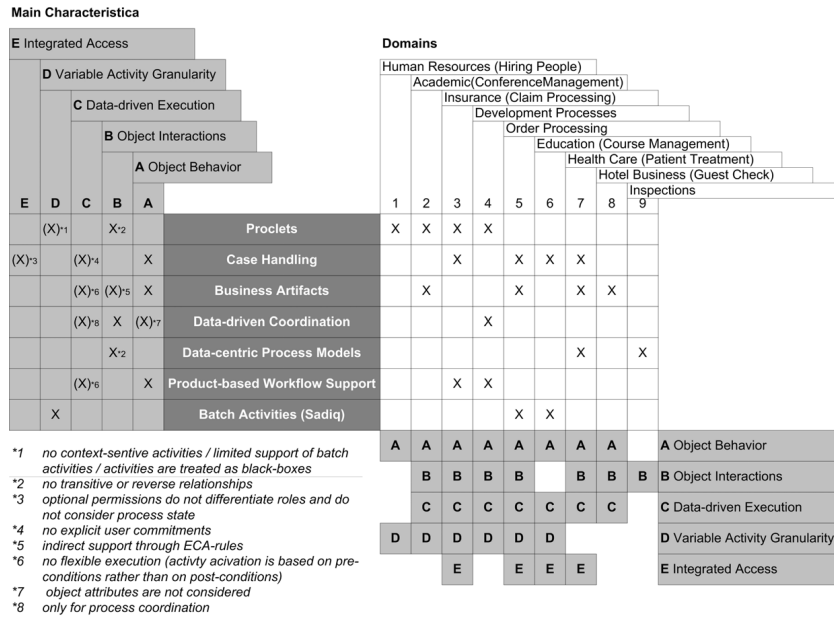 Main Characteristica
E Integrated Access
D Variable Activity Granularity
C Data-driven Execution
B Object Interactions
A Object Behavior
E D C B A
Domains
Human Resources (Hiring People)
Academic(ConferenceManagement)
Insurance (Claim Processing)
Development Processes
Order Processing
Education (Course Management)
Health Care (Patient Treatment)
Hotel Business (Guest Check)
Inspections
1 2 3 4 5 6 7 8 9
(X)*1 X*2 Proclets X X X X
(X)*3 (X)*4 X Case Handling X X X X
(X)*6 (X)*5 X Business Artifacts X X X X
(X)*8 X (X)*7 Data-driven Coordination X
X*2 Data-centric Process Models X X
(X)*6 X Product-based Workflow Support X X
X Batch Activities (Sadiq) X X
A A A A A A A A A Object Behavior
B B B B B B B B Object Interactions
C C C C C C C C Data-driven Execution
D D D D D D D Variable Activity Granularity
E E E E E Integrated Access
*1 no context-sentive activities / limited support of batch
activities / activities are treated as black-boxes
*2 no transitive or reverse relationships
*3 optional permissions do not differentiate roles and do
not consider process state
*4 no explicit user commitments
*5 indirect support through ECA-rules
*6 no flexible execution (activty acivation is based on pre-
conditions rather than on post-conditions)
*7 object attributes are not considered
*8 only for process coordination